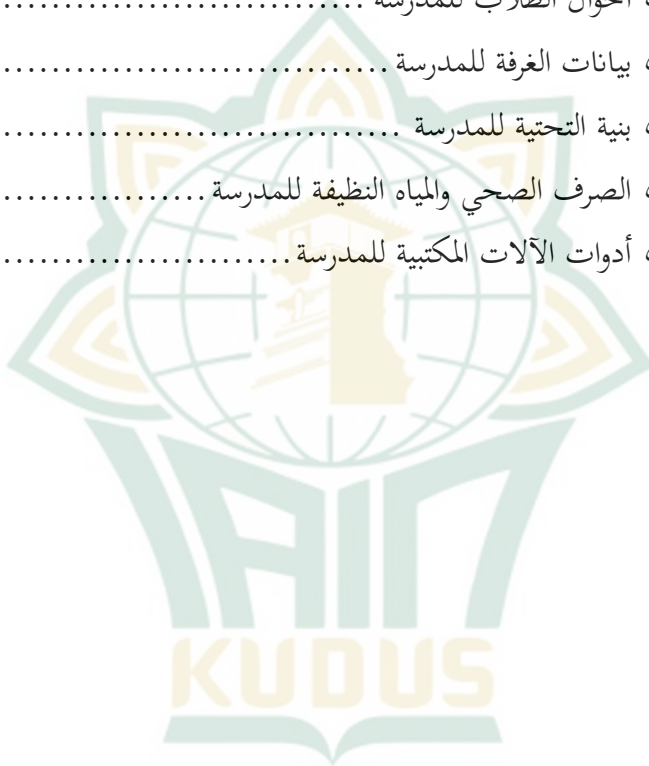 أحوال الطلاب للمدرسة ..............................
بيانات الغرفة للمدرسة ................................
بنية التحتية للمدرسة .................................
الصرف الصحي والمياه النظيفة للمدرسة .................
أدوات الآلات المكتبية للمدرسة ........................
IAIN
KUDUS